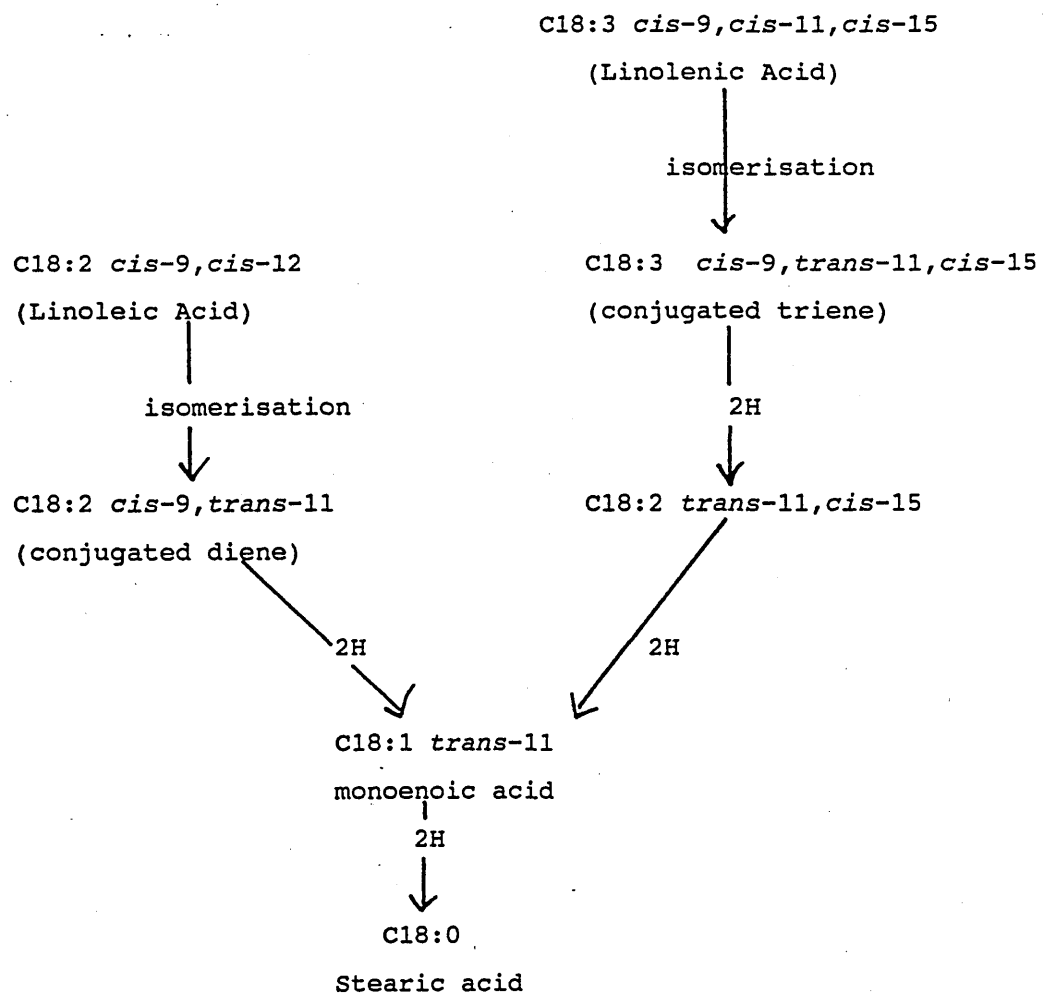 C18:3 cis-9,cis-11,cis-15
(Linolenic Acid)
isomerisation
C18:2 cis-9,cis-12
(Linoleic Acid)
isomerisation
C18:2 cis-9,trans-11
(conjugated diene)
2H
C18:3 cis-9,trans-11,cis-15
(conjugated triene)
2H
C18:2 trans-11,cis-15
2H
C18:1 trans-11
monoenoic acid
2H
C18:0
Stearic acid